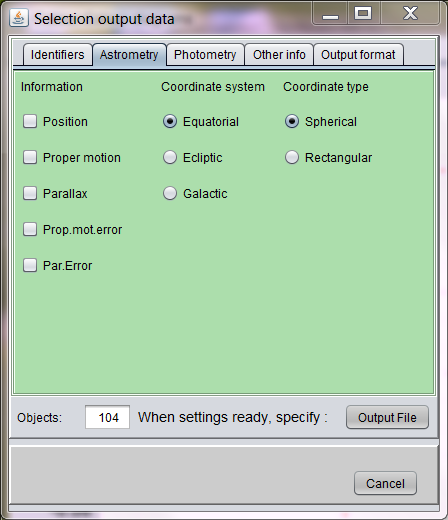 Selection output data
Identifiers Astrometry Photometry Other info Output format
Information Coordinate system Coordinate type
Position Equatorial Spherical
Proper motion Ecliptic Rectangular
Parallax Galactic
Prop.mot.error
Par.Error
Objects: 104 When settings ready, specify : Output File
Cancel